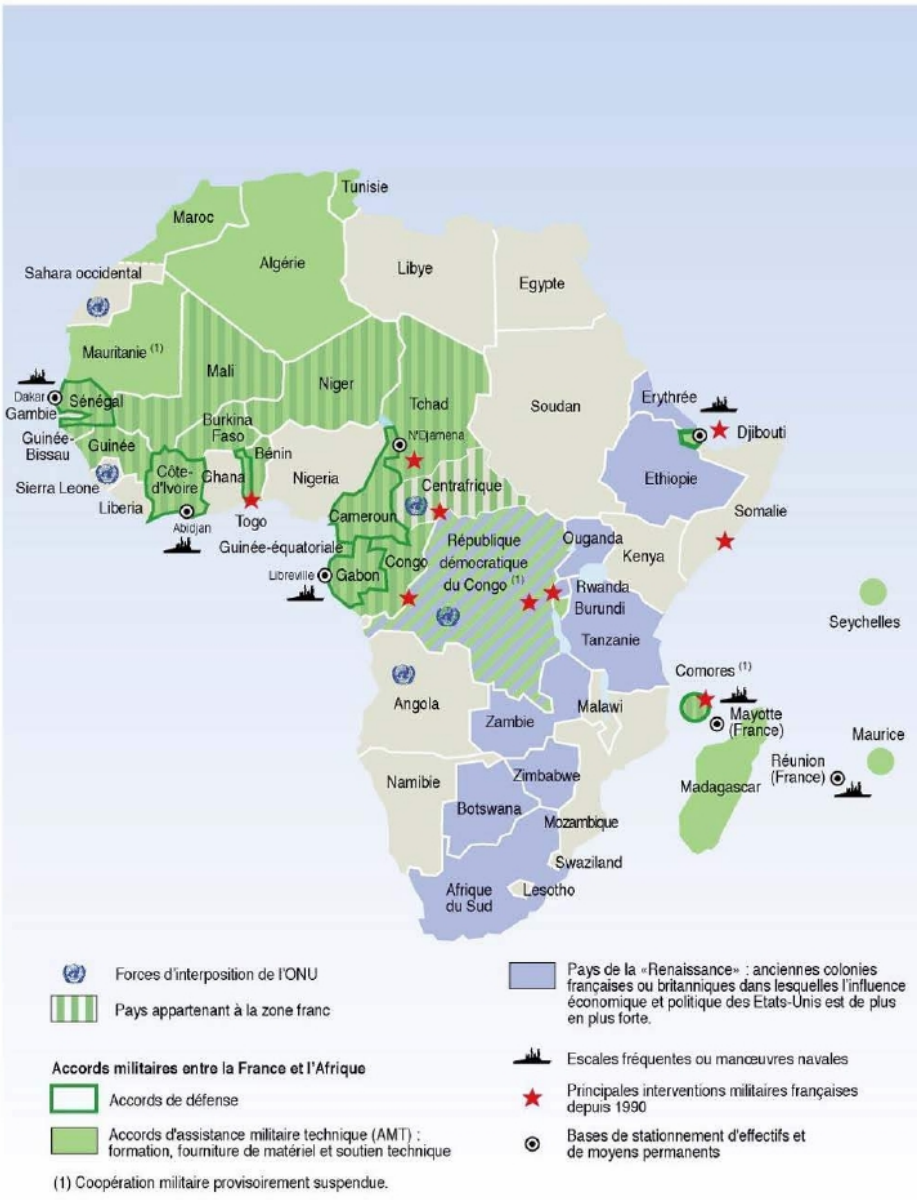 Tunisie
Maroc
Algérie
Libye
Egypte
Sahara occidental
Mauritanie (1)
Mali
Niger
Tchad
Soudan
Erythrée
Dakar
Sénégal
Gambie
Guinée-
Bissau
Guinée
Burkina
Faso
Bénin
N'Djamena
Djibouti
Sierra Leone
Côte-
d'Ivoire
Ghana
Nigeria
Centrafrique
Ethiopie
Liberia
Abidjan
Togo
Cameroun
Somalie
Guinée-équatoriale
République
démocratique
du Congo (1)
Ouganda
Kenya
Libreville
Gabon
Congo
Rwanda
Burundi
Tanzanie
Seychelles
Comores (1)
Angola
Malawi
Zambie
Mayotte
(France)
Maurice
Réunion
(France)
Namibie
Zimbabwe
Madagascar
Botswana
Mozambique
Swaziland
Afrique
du Sud
Lesotho
Forces d'interposition de l'ONU
Pays appartenant à la zone franc
Accords militaires entre la France et l'Afrique
Accords de défense
Accords d'assistance militaire technique (AMT) :
formation, fourniture de matériel et soutien technique
(1) Coopération militaire provisoirement suspendue.
Pays de la «Renaissance» : anciennes colonies
françaises ou britanniques dans lesquelles l'influence
économique et politique des Etats-Unis est de plus
en plus forte.
Escales fréquentes ou manœuvres navales
Principales interventions militaires françaises
depuis 1990
Bases de stationnement d'effectifs et
de moyens permanents